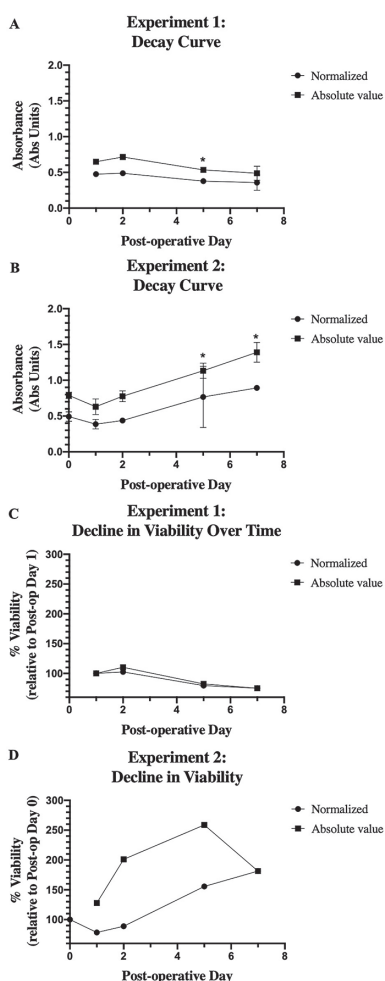 A
Experiment 1:
Decay Curve
2.0
1.5
1.0
0.5
0.0
Absorbance
(Abs Units)
*
0 2 4 6 8
Post-operative Day
Normalized
Absolute value
B
Experiment 2:
Decay Curve
2.0
1.5
1.0
0.5
0.0
Absorbance
(Abs Units)
*
*
0 2 4 6 8
Post-operative Day
Normalized
Absolute value
C
Experiment 1:
Decline in Viability Over Time
300
250
200
150
100
% Viability
(relative to Post-op Day 1)
0 2 4 6 8
Post-operative Day
Normalized
Absolute value
D
Experiment 2:
Decline in Viability
300
250
200
150
100
% Viability
(relative to Post-op Day 0)
0 2 4 6 8
Post-operative Day
Normalized
Absolute value